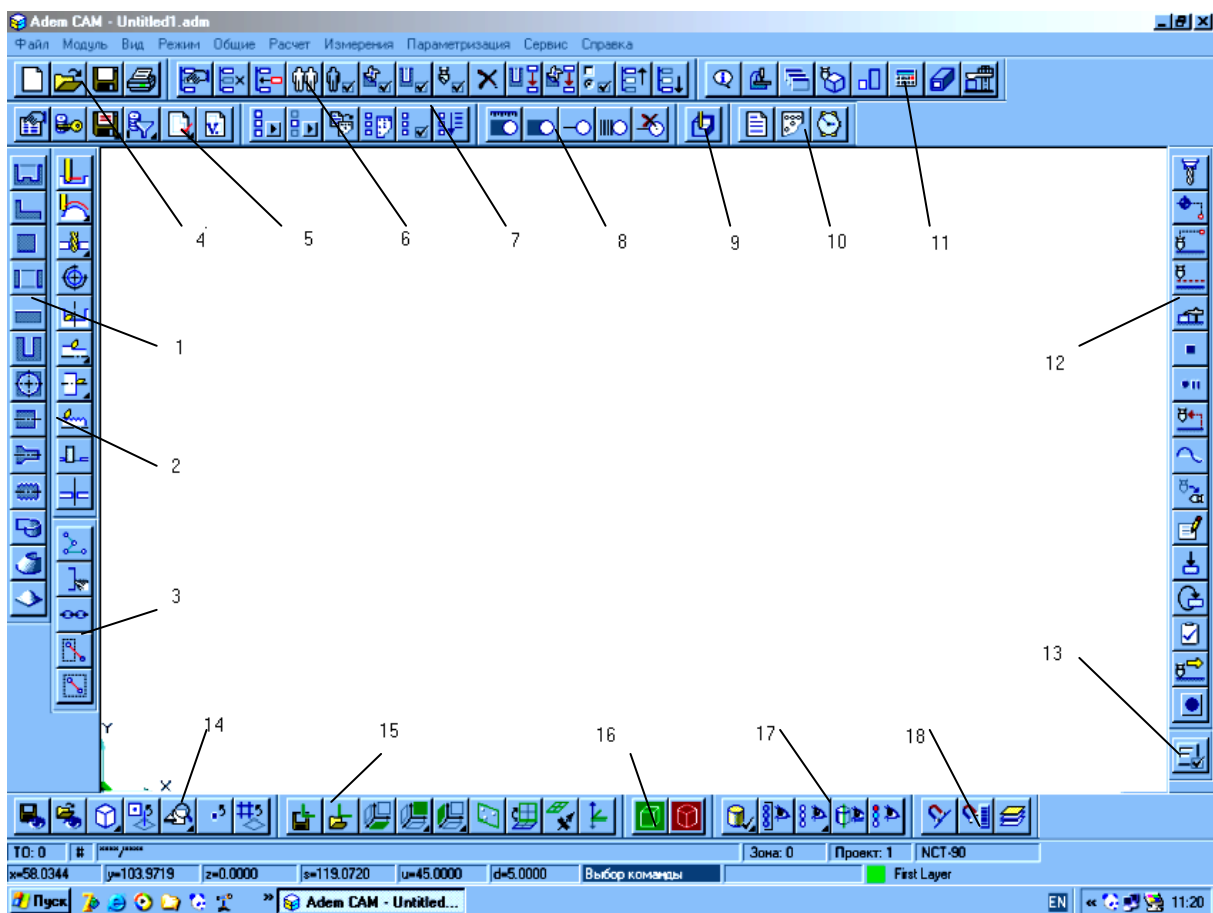 Adem CAM - Untitled1.adm
Файл Модуль Вид Режим Общие Расчет Измерения Параметризация Сервис Справка
4 5 6 7 8 9 10 11
1
12
2
3
13
Y
14 15 16 17 18
X
TO: 0 # ****/**** Зона: 0 Проект: 1 NCT-90
x=58.0344 y=103.9719 z=0.0000 s=119.0720 u=45.0000 d=5.0000 Выбор команды First Layer
Пуск » Adem CAM - Untitled... EN « 11:20